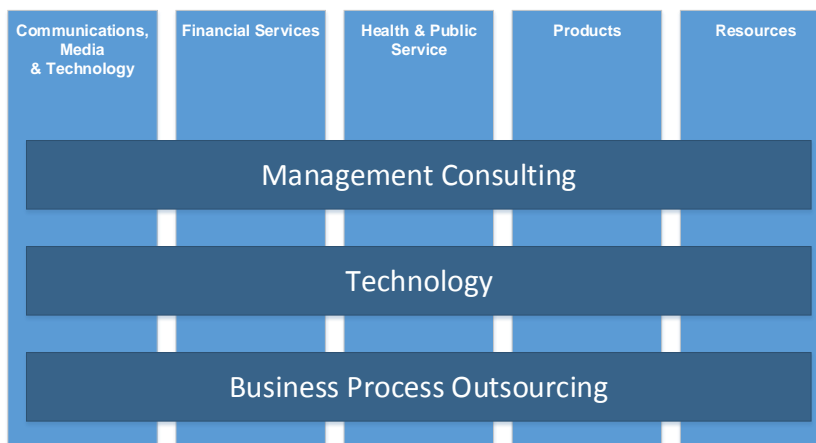 Communications,
Media
& Technology
Financial Services
Health & Public
Service
Products
Resources
Management Consulting
Technology
Business Process Outsourcing